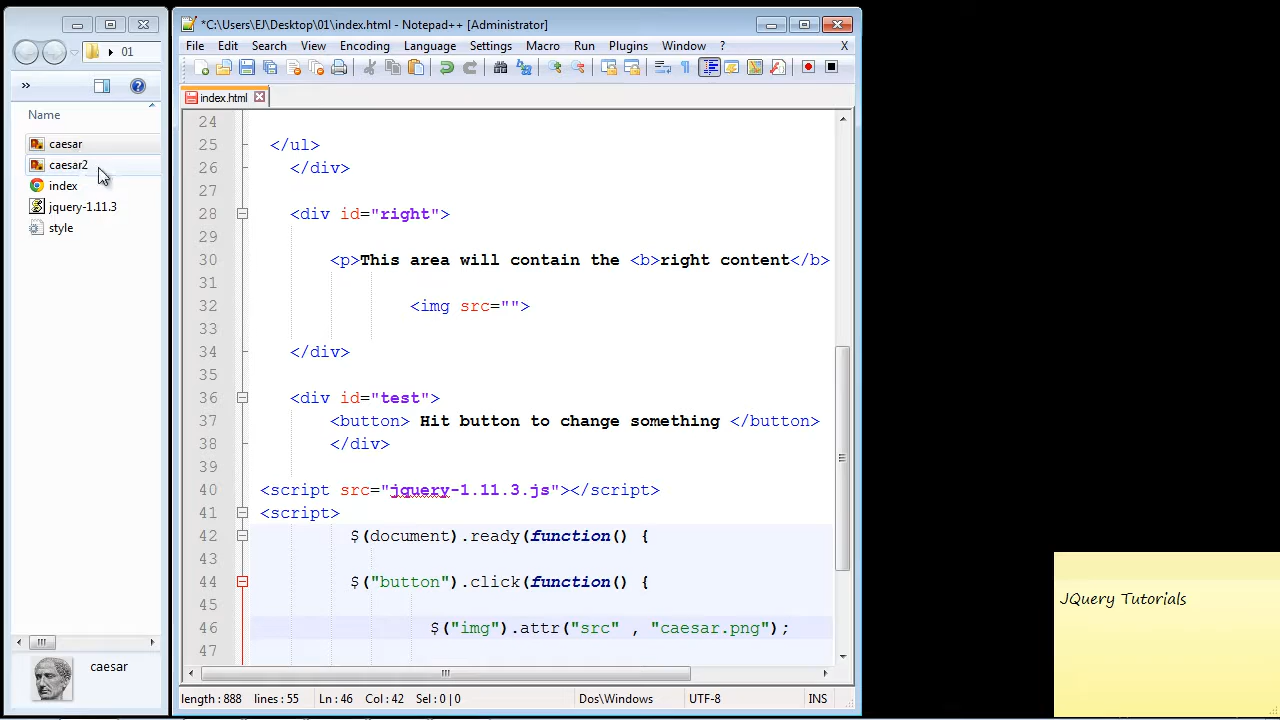 01
»
Name
caesar
caesar2
index
jquery-1.11.3
style
caesar
*C:\Users\EJ\Desktop\01\index.html - Notepad++ [Administrator]
File Edit Search View Encoding Language Settings Macro Run Plugins Window ? X
index.html
24
25 </ul>
26 </div>
27
28 <div id="right">
29
30 <p>This area will contain the <b>right content</b>
31
32 <img src="">
33
34 </div>
35
36 <div id="test">
37 <button> Hit button to change something </button>
38 </div>
39
40 <script src="jquery-1.11.3.js"></script>
41 <script>
42 $(document).ready(function() {
43
44 $("button").click(function() {
45
46 $("img").attr("src" , "caesar.png");
47
length : 888 lines : 55 Ln : 46 Col : 42 Sel : 0 | 0 Dos\Windows UTF-8 INS
JQuery Tutorials